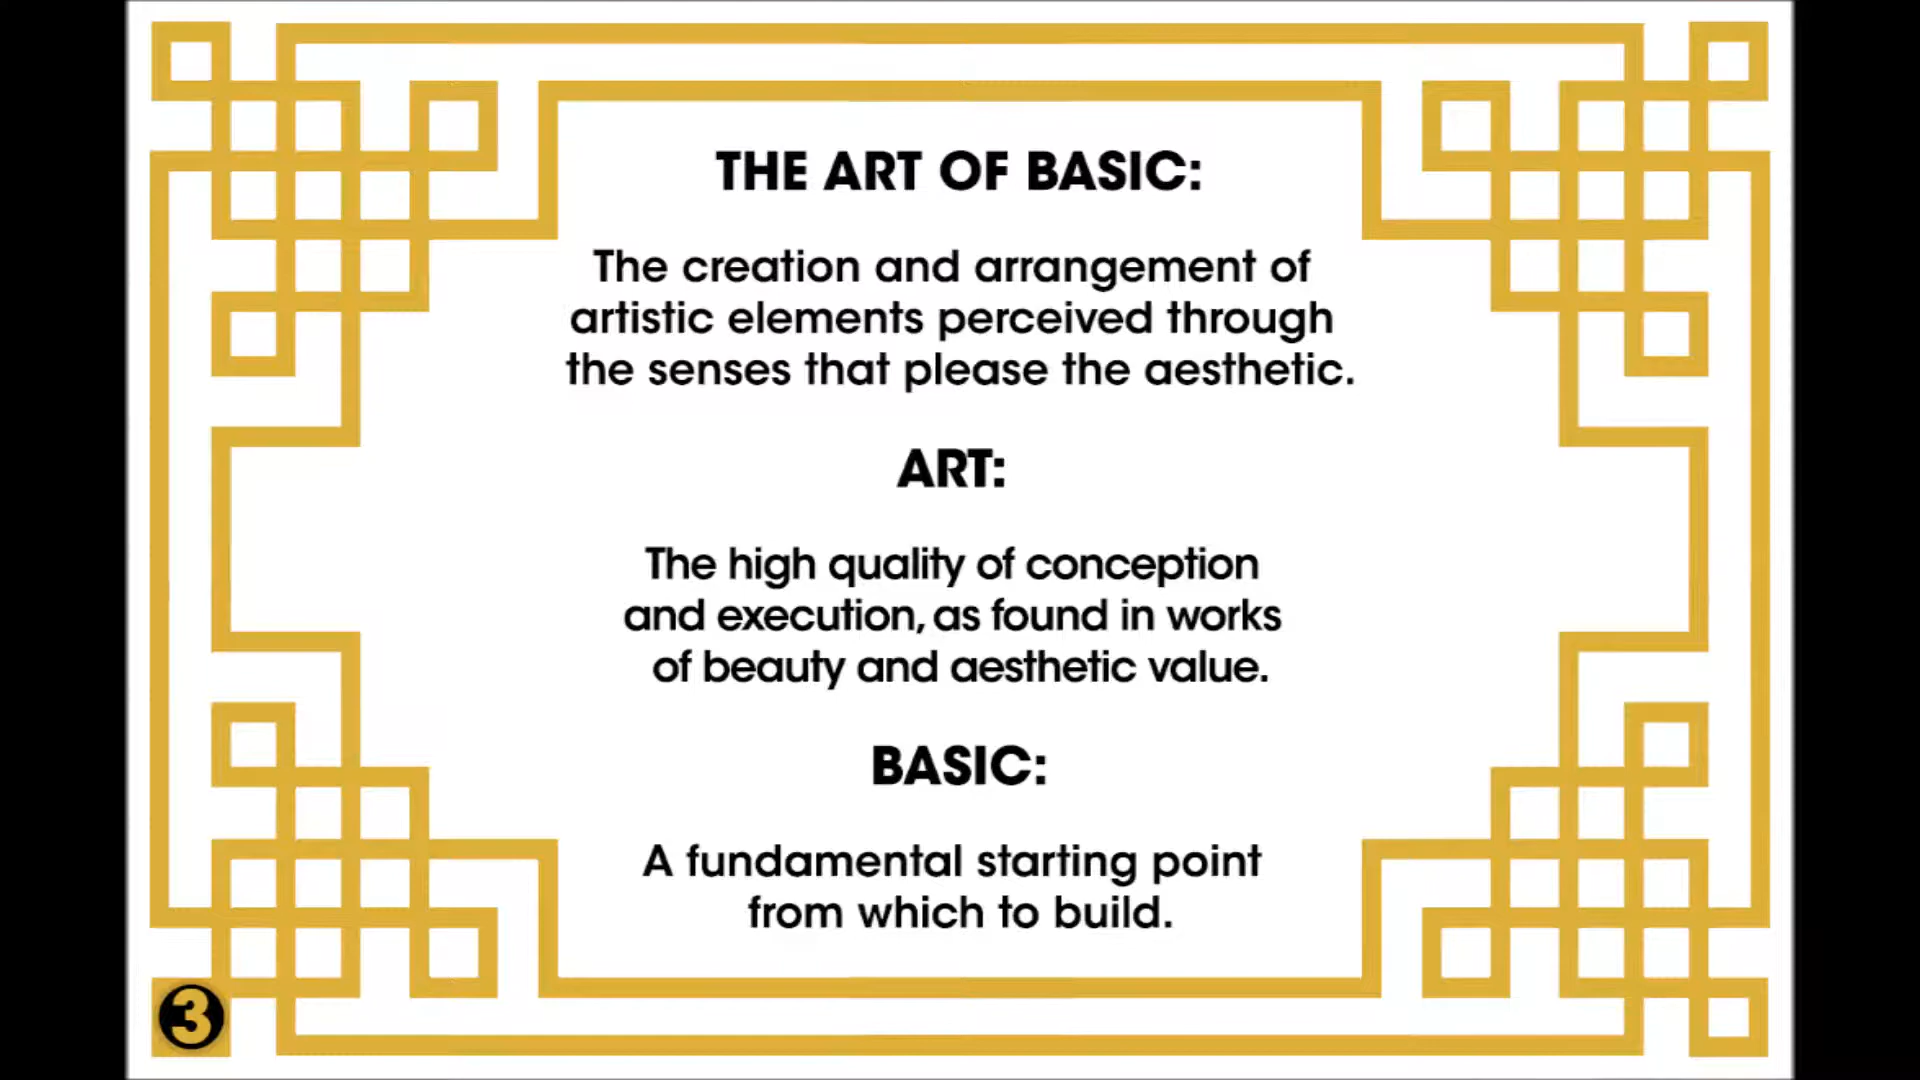 THE ART OF BASIC:
The creation and arrangement of
artistic elements perceived through
the senses that please the aesthetic.
ART:
The high quality of conception
and execution, as found in works
of beauty and aesthetic value.
BASIC:
A fundamental starting point
from which to build.
3